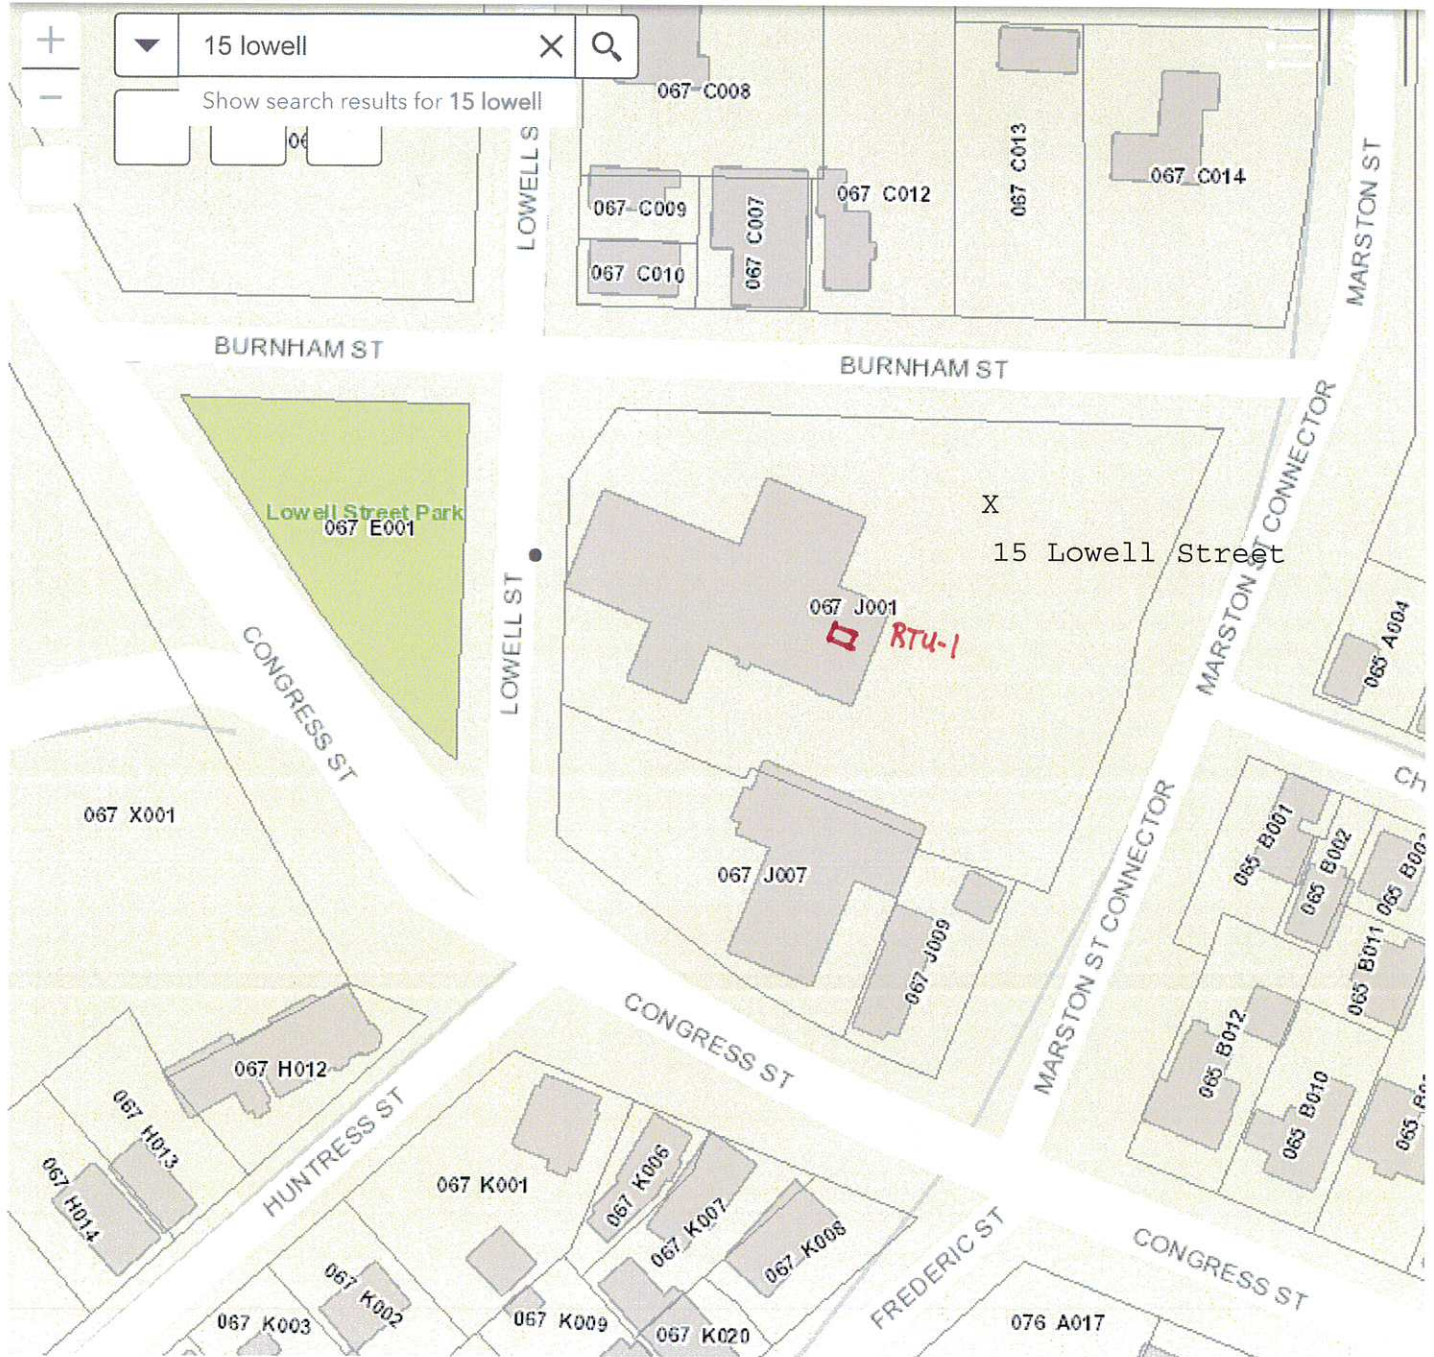 +
−
15 lowell
Show search results for 15 lowell
LOWELL S
067 C008
067 C009
067 C010
067 C007
067 C012
067 C013
067 C014
MARSTON ST
BURNHAM ST
BURNHAM ST
Lowell Street Park
067 E001
LOWELL ST
X
15 Lowell Street
067 J001
RTU-1
MARSTON ST CONNECTOR
065 A004
CONGRESS ST
067 X001
067 J007
067 J009
MARSTON ST CONNECTOR
065 B001
065 B002
065 B003
065 B011
065 B012
065 B010
067 H012
067 H013
067 H014
HUNTRESS ST
CONGRESS ST
067 K001
067 K006
067 K007
067 K008
067 K002
067 K003
067 K009
067 K020
FREDERIC ST
CONGRESS ST
076 A017